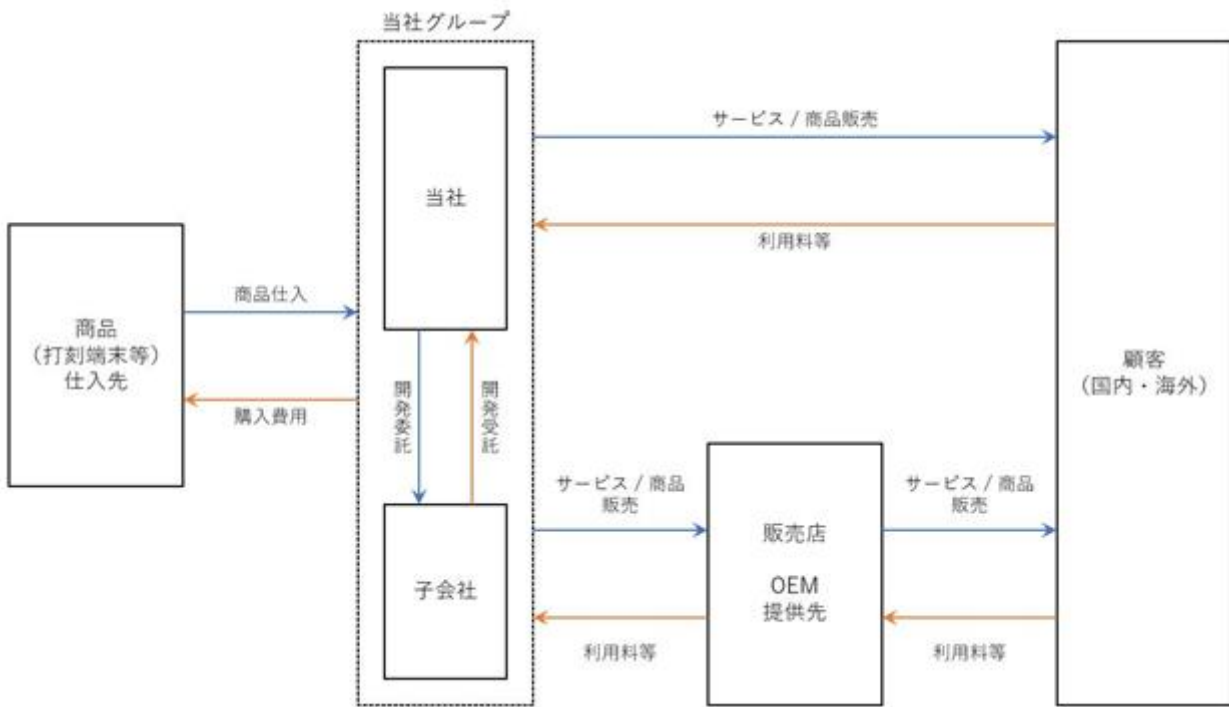 当社グループ
サービス / 商品販売
当社
利用料等
商品仕入
商品
（打刻端末等）
仕入先
購入費用
顧客
（国内・海外）
開発委託
開発受託
サービス / 商品
販売
サービス / 商品
販売
販売店
OEM
提供先
子会社
利用料等
利用料等